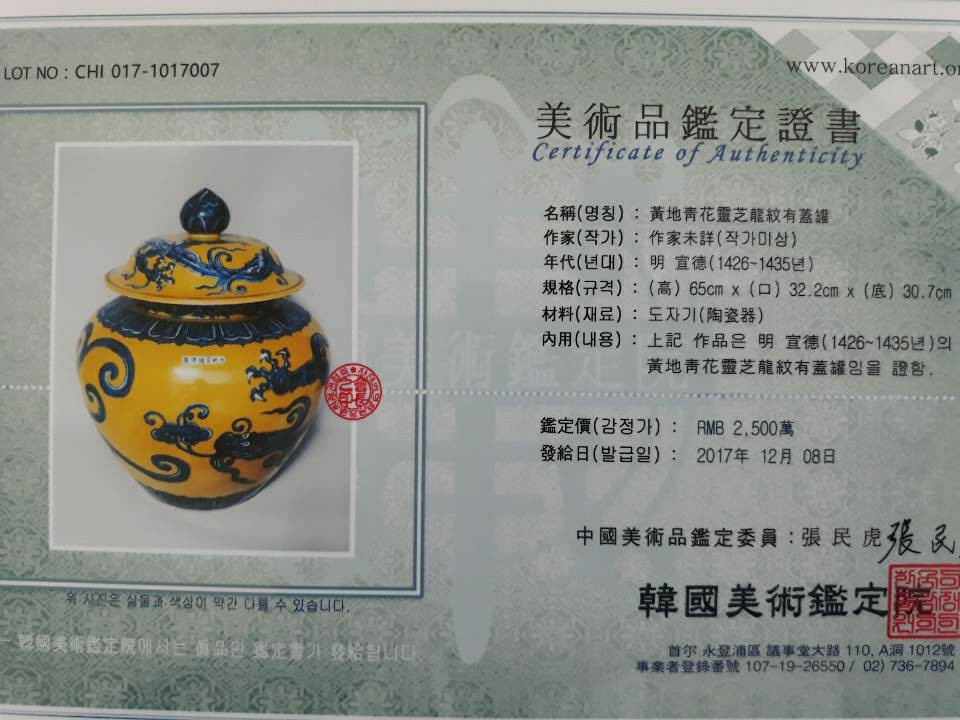 LOT NO : CHI 017-1017007
www.koreanart.or
美術品鑑定證書
Certificate of Authenticity
名稱(명칭) : 黃地靑花靈芝龍紋有蓋罐
作家(작가) : 作家未詳(작가미상)
年代(년대) : 明 宣德(1426~1435년)
規格(규격) : (高) 65cm x (口) 32.2cm x (底) 30.7cm
材料(재료) : 도자기(陶瓷器)
內用(내용) : 上記 作品은 明 宣德(1426~1435년)의
黃地靑花靈芝龍紋有蓋罐임을 證함.
鑑定價(감정가) : RMB 2,500萬
發給日(발급일) : 2017年 12月 08日
中國美術品鑑定委員 : 張民虎 張民
韓國美術鑑定院
首尔 永登浦區 議事堂大路 110, A洞 1012號
事業者登錄番號 107-19-26550 / 02) 736-7894
위 사진은 실물과 색상이 약간 다를 수 있습니다.
韓國美術鑑定院에서는 眞品만 鑑定書가 發給됩니다.